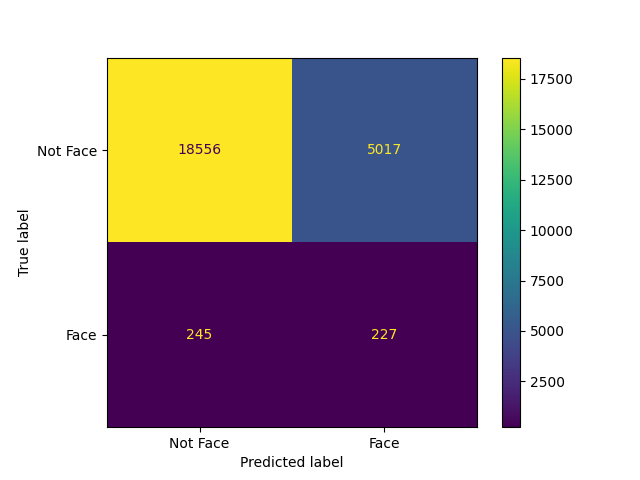 Not Face
Face
True label
18556
5017
245
227
Not Face
Face
Predicted label
17500
15000
12500
10000
7500
5000
2500